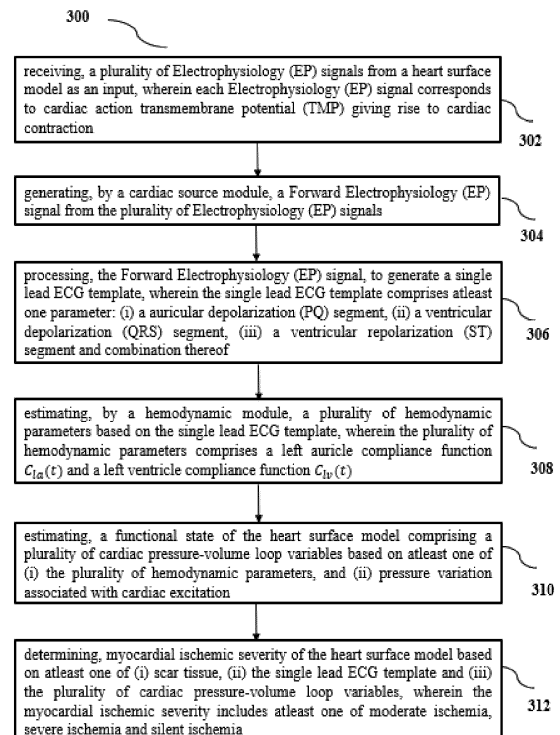 300
receiving, a plurality of Electrophysiology (EP) signals from a heart surface
model as an input, wherein each Electrophysiology (EP) signal corresponds
to cardiac action transmembrane potential (TMP) giving rise to cardiac
contraction
302
generating, by a cardiac source module, a Forward Electrophysiology (EP)
signal from the plurality of Electrophysiology (EP) signals
304
processing, the Forward Electrophysiology (EP) signal, to generate a single
lead ECG template, wherein the single lead ECG template comprises atleast
one parameter: (i) a auricular depolarization (PQ) segment, (ii) a ventricular
depolarization (QRS) segment, (iii) a ventricular repolarization (ST)
segment and combination thereof
306
estimating, by a hemodynamic module, a plurality of hemodynamic
parameters based on the single lead ECG template, wherein the plurality of
hemodynamic parameters comprises a left auricle compliance function
C_la(t) and a left ventricle compliance function C_lv(t)
308
estimating, a functional state of the heart surface model comprising a
plurality of cardiac pressure-volume loop variables based on atleast one of
(i) the plurality of hemodynamic parameters, and (ii) pressure variation
associated with cardiac excitation
310
determining, myocardial ischemic severity of the heart surface model based
on atleast one of (i) scar tissue, (ii) the single lead ECG template and (iii)
the plurality of cardiac pressure-volume loop variables, wherein the
myocardial ischemic severity includes atleast one of moderate ischemia,
severe ischemia and silent ischemia
312